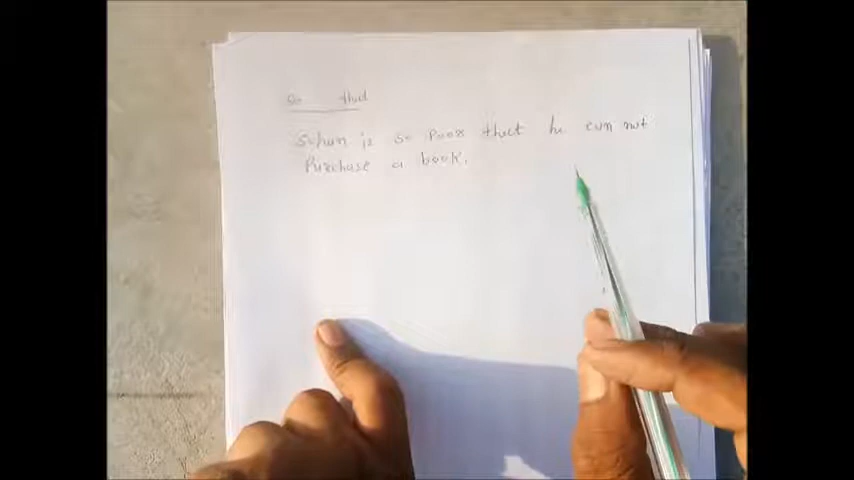 so that
Sohan is so poor that he can not
Purchase a book.